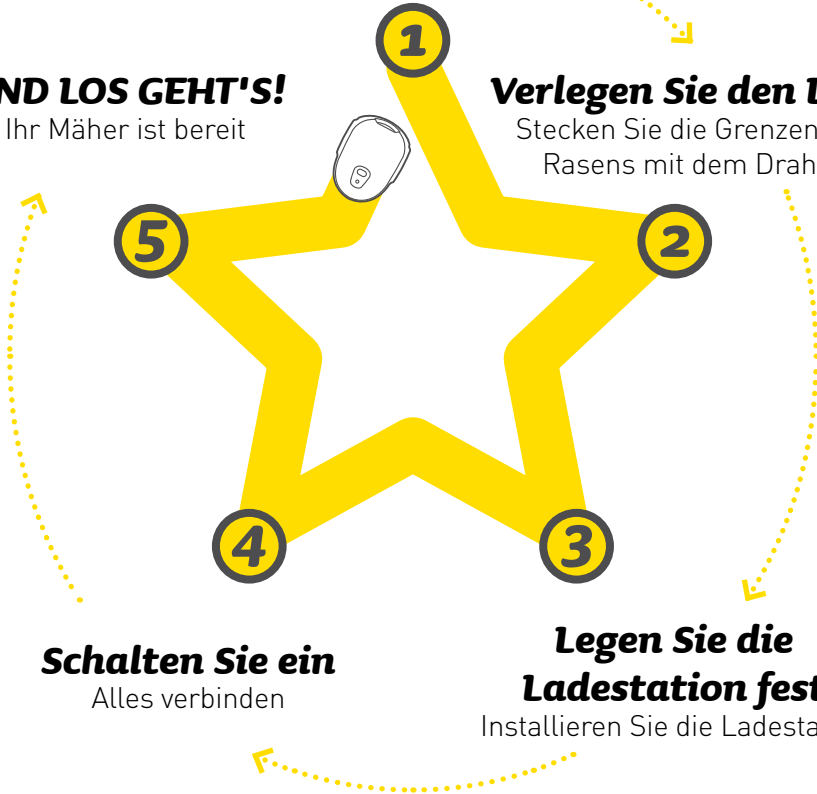 1
ND LOS GEHT'S!
Ihr Mäher ist bereit
Verlegen Sie den
Stecken Sie die Grenzen
Rasens mit dem Drah
5
2
4
3
Schalten Sie ein
Alles verbinden
Legen Sie die
Ladestation fest
Installieren Sie die Ladesta